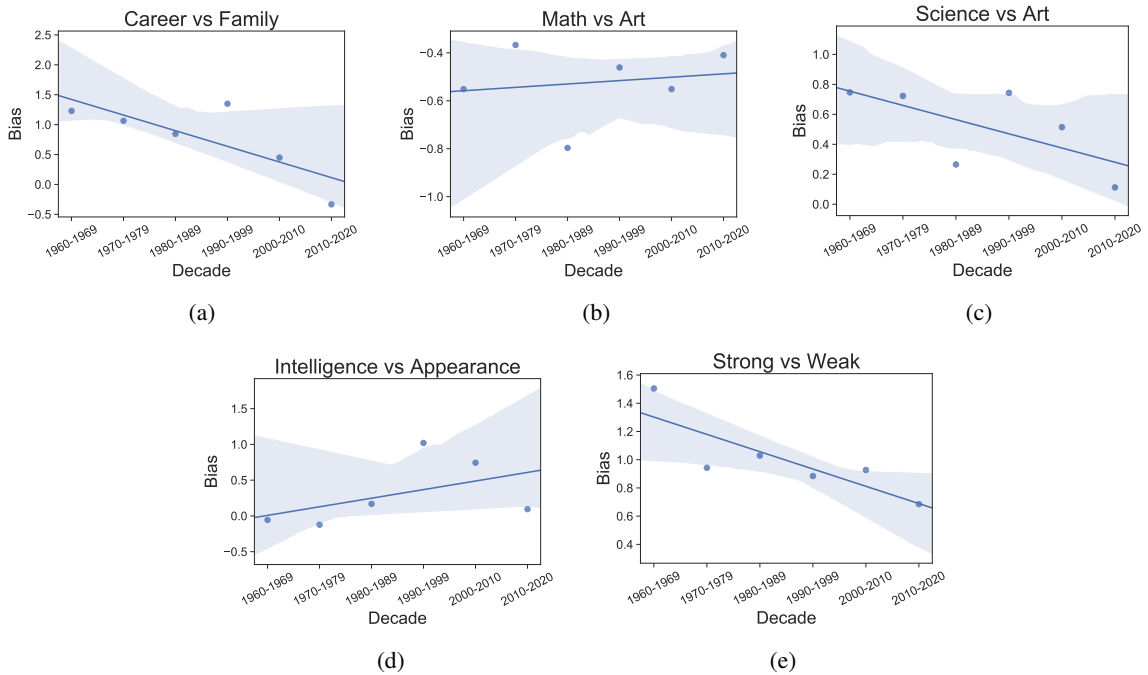 Career vs Family
2.5
2.0
1.5
1.0
0.5
0.0
−0.5
Bias
1960-1969
1970-1979
1980-1989
1990-1999
2000-2010
2010-2020
Decade
(a)
Math vs Art
−0.4
−0.6
−0.8
−1.0
Bias
1960-1969
1970-1979
1980-1989
1990-1999
2000-2010
2010-2020
Decade
(b)
Science vs Art
1.0
0.8
0.6
0.4
0.2
0.0
Bias
1960-1969
1970-1979
1980-1989
1990-1999
2000-2010
2010-2020
Decade
(c)
Intelligence vs Appearance
1.5
1.0
0.5
0.0
−0.5
Bias
1960-1969
1970-1979
1980-1989
1990-1999
2000-2010
2010-2020
Decade
(d)
Strong vs Weak
1.6
1.4
1.2
1.0
0.8
0.6
0.4
Bias
1960-1969
1970-1979
1980-1989
1990-1999
2000-2010
2010-2020
Decade
(e)